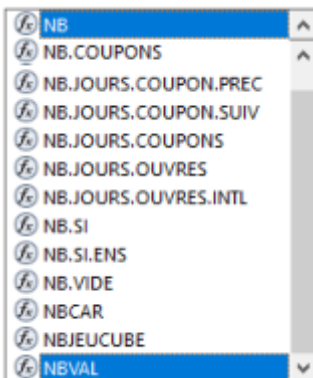 NB
NB.COUPONS
NB.JOURS.COUPON.PREC
NB.JOURS.COUPON.SUIV
NB.JOURS.COUPONS
NB.JOURS.OUVRES
NB.JOURS.OUVRES.INTL
NB.SI
NB.SI.ENS
NB.VIDE
NBCAR
NBJEUCUBE
NBVAL